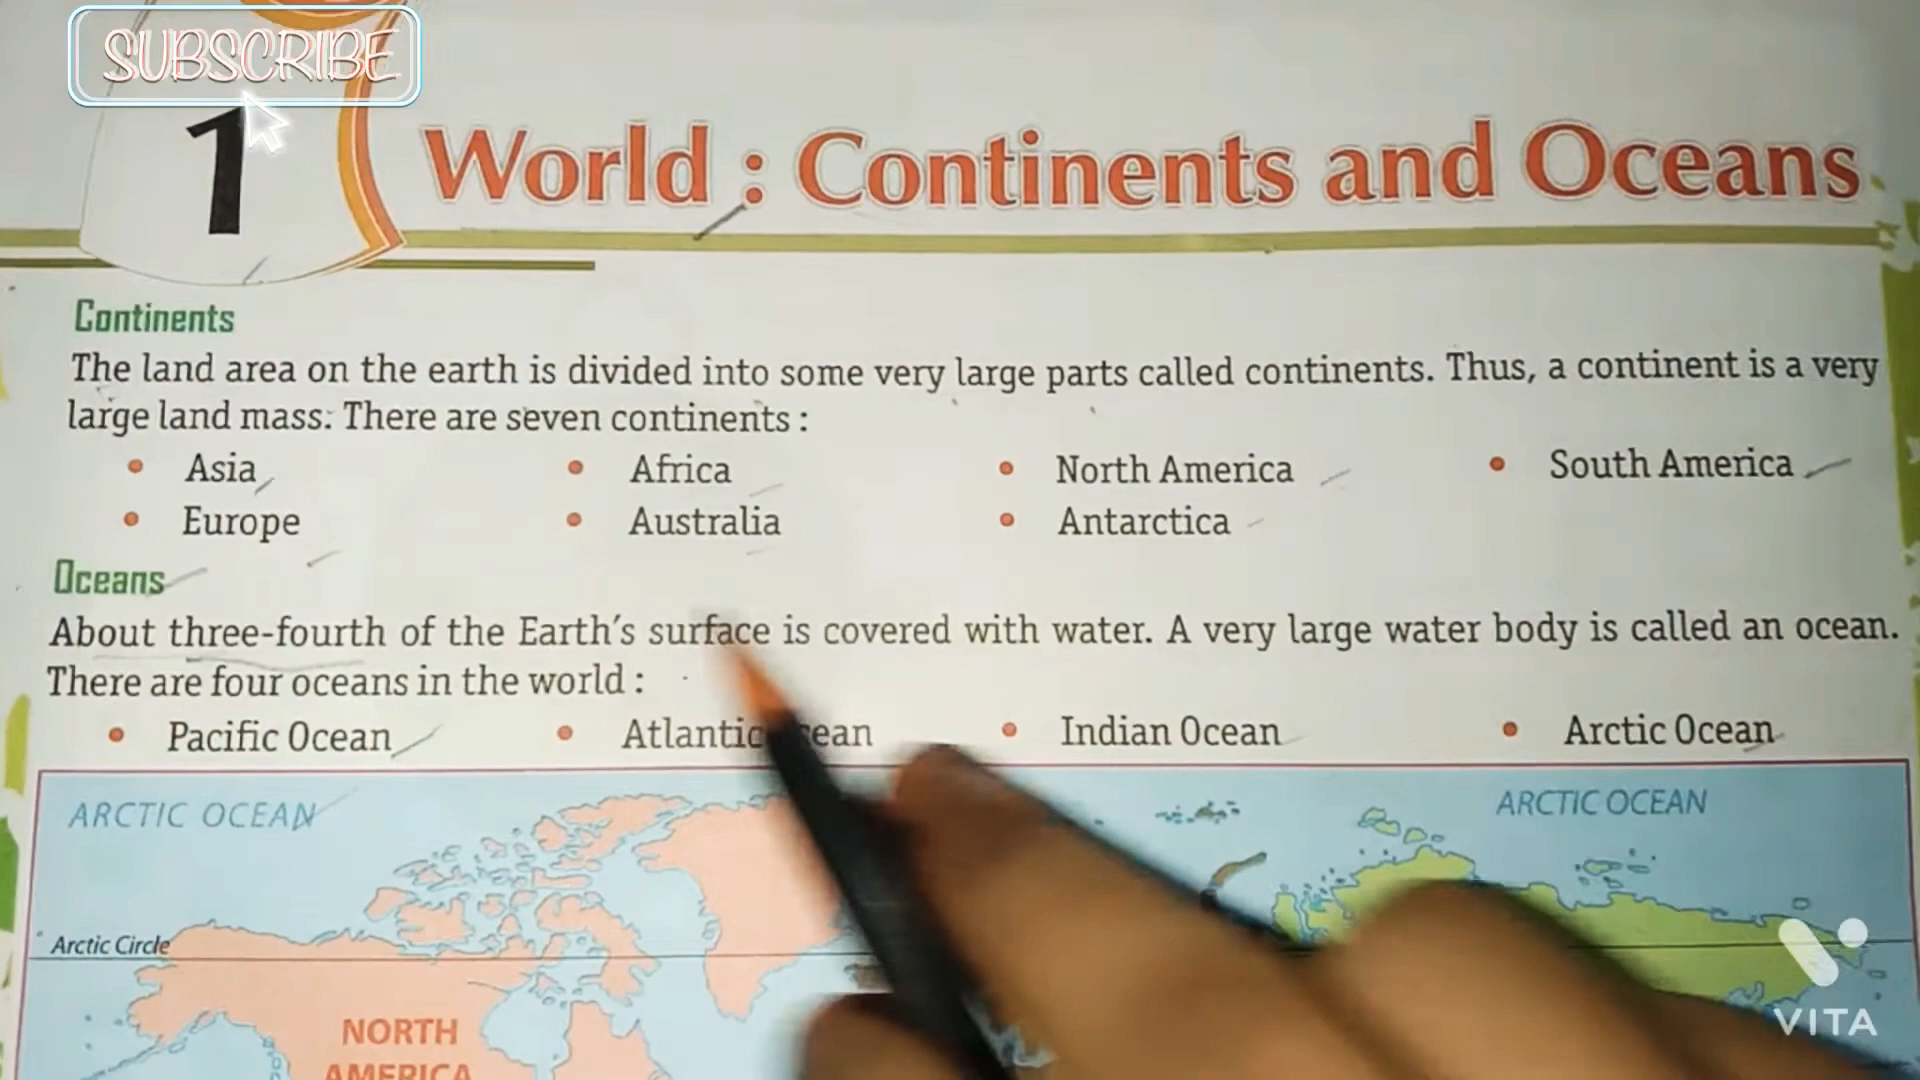 SUBSCRIBE
1
World : Continents and Oceans
Continents
The land area on the earth is divided into some very large parts called continents. Thus, a continent is a very
large land mass. There are seven continents :
• Asia • Africa • North America • South America
• Europe • Australia • Antarctica
Oceans
About three-fourth of the Earth's surface is covered with water. A very large water body is called an ocean.
There are four oceans in the world :
• Pacific Ocean • Atlantic Ocean • Indian Ocean • Arctic Ocean
ARCTIC OCEAN ARCTIC OCEAN
Arctic Circle
NORTH
AMERICA
VITA